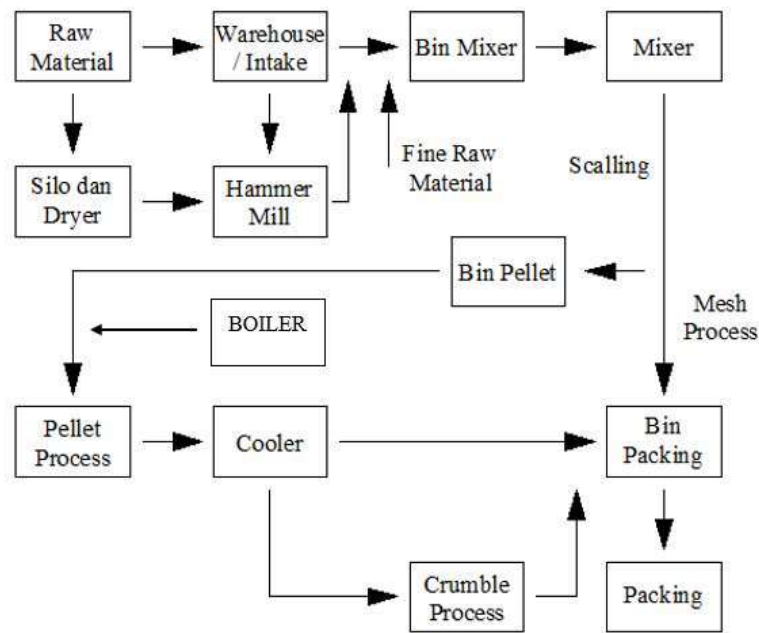 Raw
Material
Warehouse
/ Intake
Bin Mixer
Mixer
Silo dan
Dryer
Hammer
Mill
Fine Raw
Material
Scalling
Bin Pellet
BOILER
Mesh
Process
Pellet
Process
Cooler
Bin
Packing
Crumble
Process
Packing